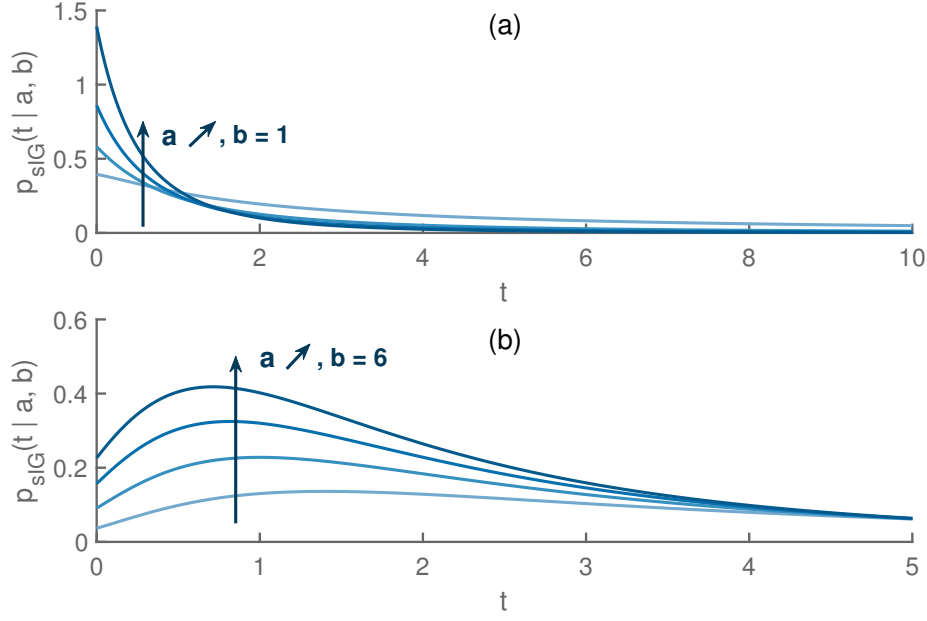 (a)
1.5
1
0.5
0
p_sIG(t | a, b)
a ↗, b = 1
0 2 4 6 8 10
t
(b)
0.6
0.4
0.2
0
p_sIG(t | a, b)
a ↗, b = 6
0 1 2 3 4 5
t